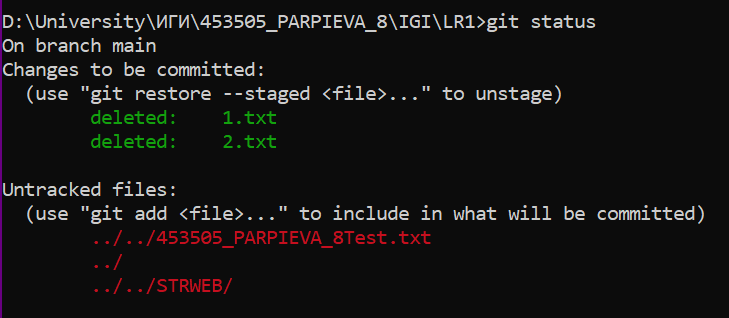 D:\University\ИГИ\453505_PARPIEVA_8\IGI\LR1>git status
On branch main
Changes to be committed:
  (use "git restore --staged <file>..." to unstage)
        deleted:    1.txt
        deleted:    2.txt

Untracked files:
  (use "git add <file>..." to include in what will be committed)
        ../../453505_PARPIEVA_8Test.txt
        ../
        ../../STRWEB/